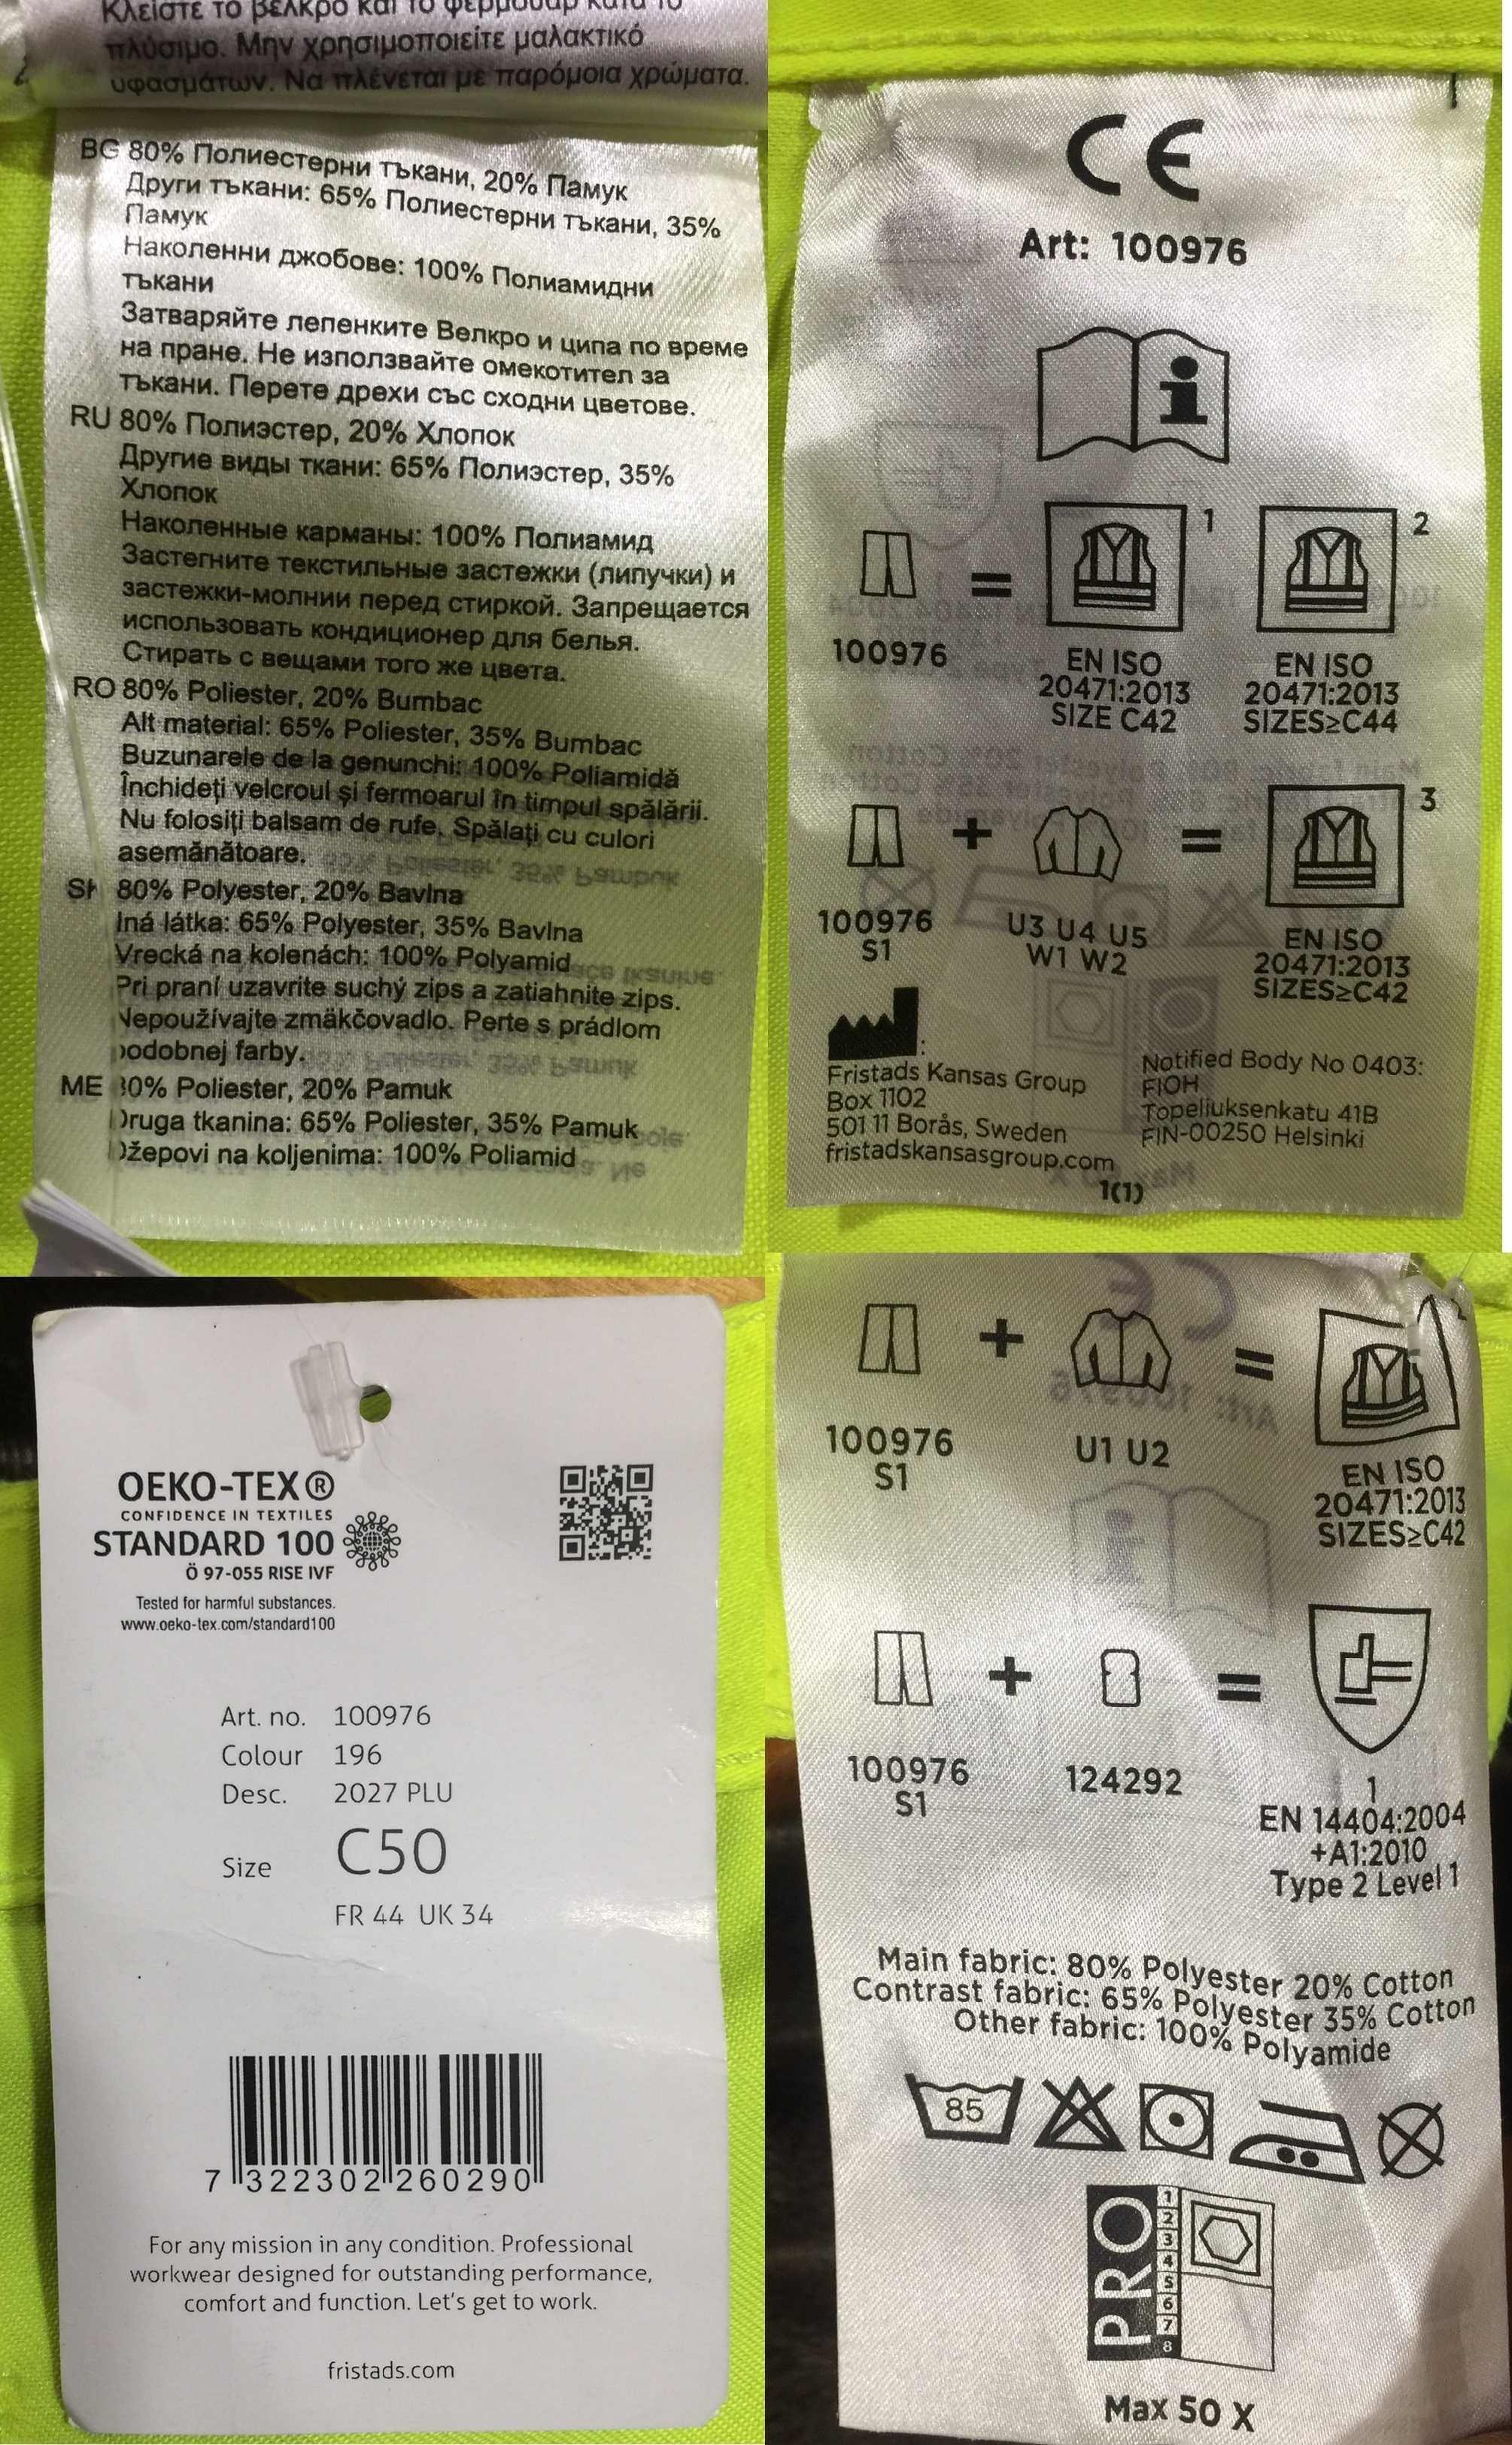 Κλείστε το βέλκρο και το φερμουάρ κατά το
πλύσιμο. Μην χρησιμοποιείτε μαλακτικό
υφασμάτων. Να πλένεται με παρόμοια χρώματα.
BG 80% Полиестерни тъкани, 20% Памук
Други тъкани: 65% Полиестерни тъкани, 35%
Памук
Наколенни джобове: 100% Полиамидни
тъкани
Затваряйте лепенките Велкро и ципа по време
на пране. Не използвайте омекотител за
тъкани. Перете дрехи със сходни цветове.
RU 80% Полиэстер, 20% Хлопок
Другие виды ткани: 65% Полиэстер, 35%
Хлопок
Наколенные карманы: 100% Полиамид
Застегните текстильные застежки (липучки) и
застежки-молнии перед стиркой. Запрещается
использовать кондиционер для белья.
Стирать с вещами того же цвета.
RO 80% Poliester, 20% Bumbac
Alt material: 65% Poliester, 35% Bumbac
Buzunarele de la genunchi: 100% Poliamidă
Închideți velcroul și fermoarul în timpul spălării.
Nu folosiți balsam de rufe. Spălați cu culori
asemănătoare.
80% Polyester, 20% Bavlna
Iná látka: 65% Polyester, 35% Bavlna
Vrecká na kolenách: 100% Polyamid
Pri praní uzavrite suchý zips a zatiahnite zips.
Nepoužívajte zmäkčovadlo. Perte s prádlom
podobnej farby.
ME 80% Poliester, 20% Pamuk
Druga tkanina: 65% Poliester, 35% Pamuk
Džepovi na koljenima: 100% Poliamid
CE
Art: 100976
i
1
2
=
100976
EN ISO
20471:2013
SIZE C42
EN ISO
20471:2013
SIZES≥C44
3
+ =
100976
S1
U3 U4 U5
W1 W2
EN ISO
20471:2013
SIZES≥C42
:
Fristads Kansas Group
Box 1102
501 11 Borås, Sweden
fristadskansasgroup.com
Notified Body No 0403:
FIOH
Topeliuksenkatu 41B
FIN-00250 Helsinki
1(1)
OEKO-TEX®
CONFIDENCE IN TEXTILES
STANDARD 100
Ö 97-055 RISE IVF
Tested for harmful substances.
www.oeko-tex.com/standard100
Art. no. 100976
Colour 196
Desc. 2027 PLU
Size C50
FR 44 UK 34
7 322302 260290
For any mission in any condition. Professional
workwear designed for outstanding performance,
comfort and function. Let's get to work.
fristads.com
+ =
100976
S1
U1 U2
EN ISO
20471:2013
SIZES≥C42
+ =
100976
S1
124292
1
EN 14404:2004
+A1:2010
Type 2 Level 1
Main fabric: 80% Polyester 20% Cotton
Contrast fabric: 65% Polyester 35% Cotton
Other fabric: 100% Polyamide
85
PRO
1
2
3
4
5
6
7
8
Max 50 X